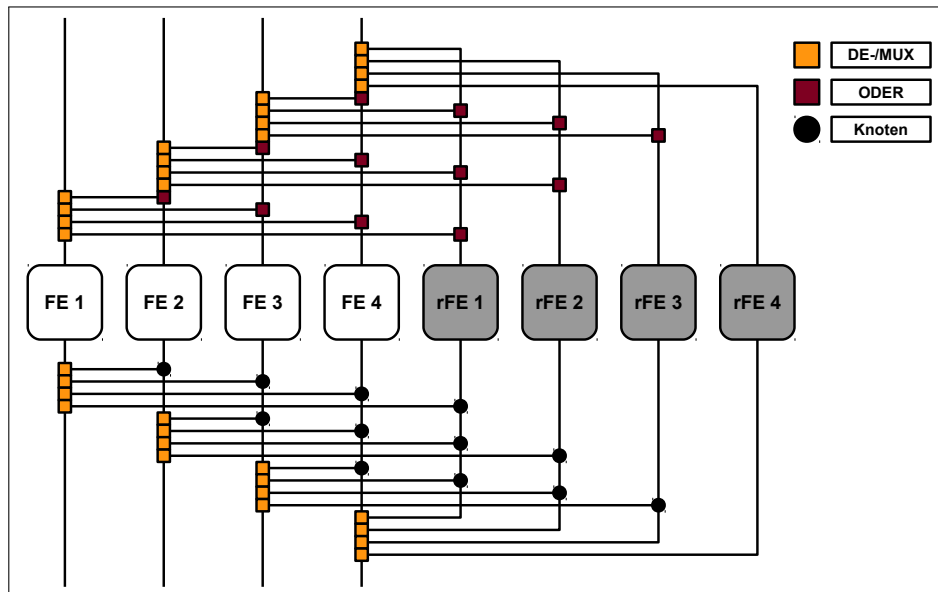 DE-/MUX
ODER
Knoten
FE 1 FE 2 FE 3 FE 4 rFE 1 rFE 2 rFE 3 rFE 4